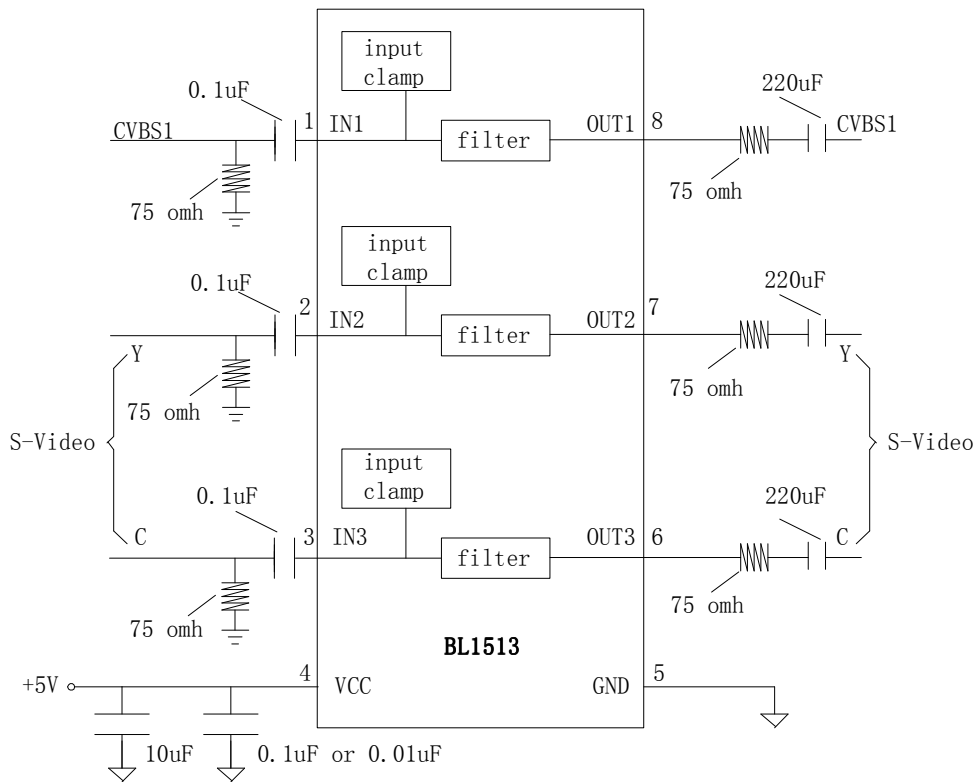 input
clamp
0.1uF
220uF
CVBS1
1
IN1
filter
OUT1
8
CVBS1
75 omh
75 omh
input
clamp
0.1uF
220uF
2
IN2
filter
OUT2
7
Y
75 omh
75 omh
Y
S-Video
S-Video
input
clamp
0.1uF
220uF
C
3
IN3
filter
OUT3
6
C
75 omh
75 omh
BL1513
+5V
4
VCC
GND
5
10uF
0.1uF or 0.01uF